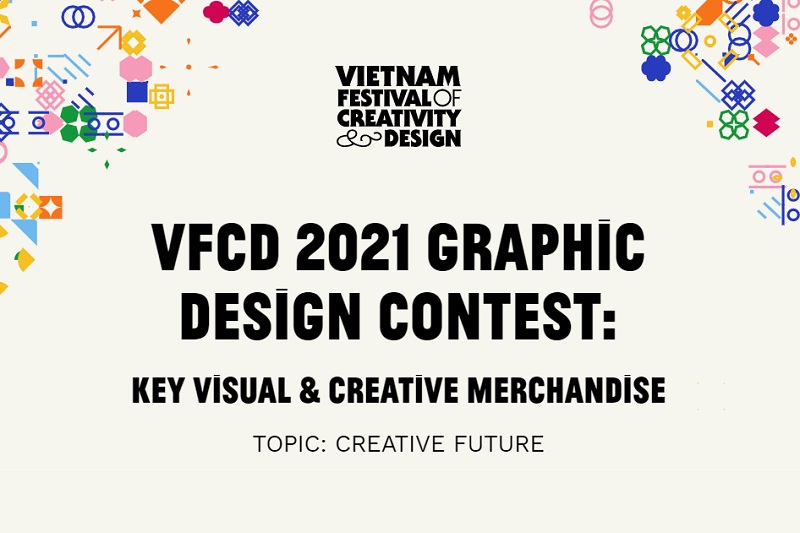 VIETNAM
FESTIVAL OF
CREATIVITY
& DESIGN
VFCD 2021 GRAPHIC
DESIGN CONTEST:
KEY VISUAL & CREATIVE MERCHANDISE
TOPIC: CREATIVE FUTURE